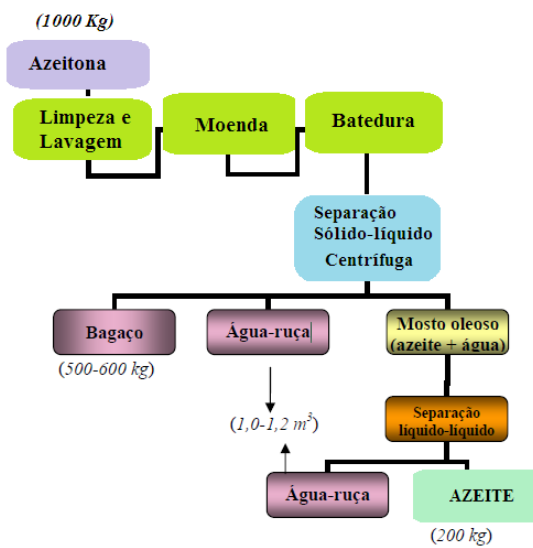 (1000 Kg)
Azeitona
Limpeza e
Lavagem
Moenda
Batedura
Separação
Sólido-líquido
Centrífuga
Bagaço
(500-600 kg)
Água-ruça
Mosto oleoso
(azeite + água)
(1,0-1,2 m³)
Separação
líquido-líquido
Água-ruça
AZEITE
(200 kg)